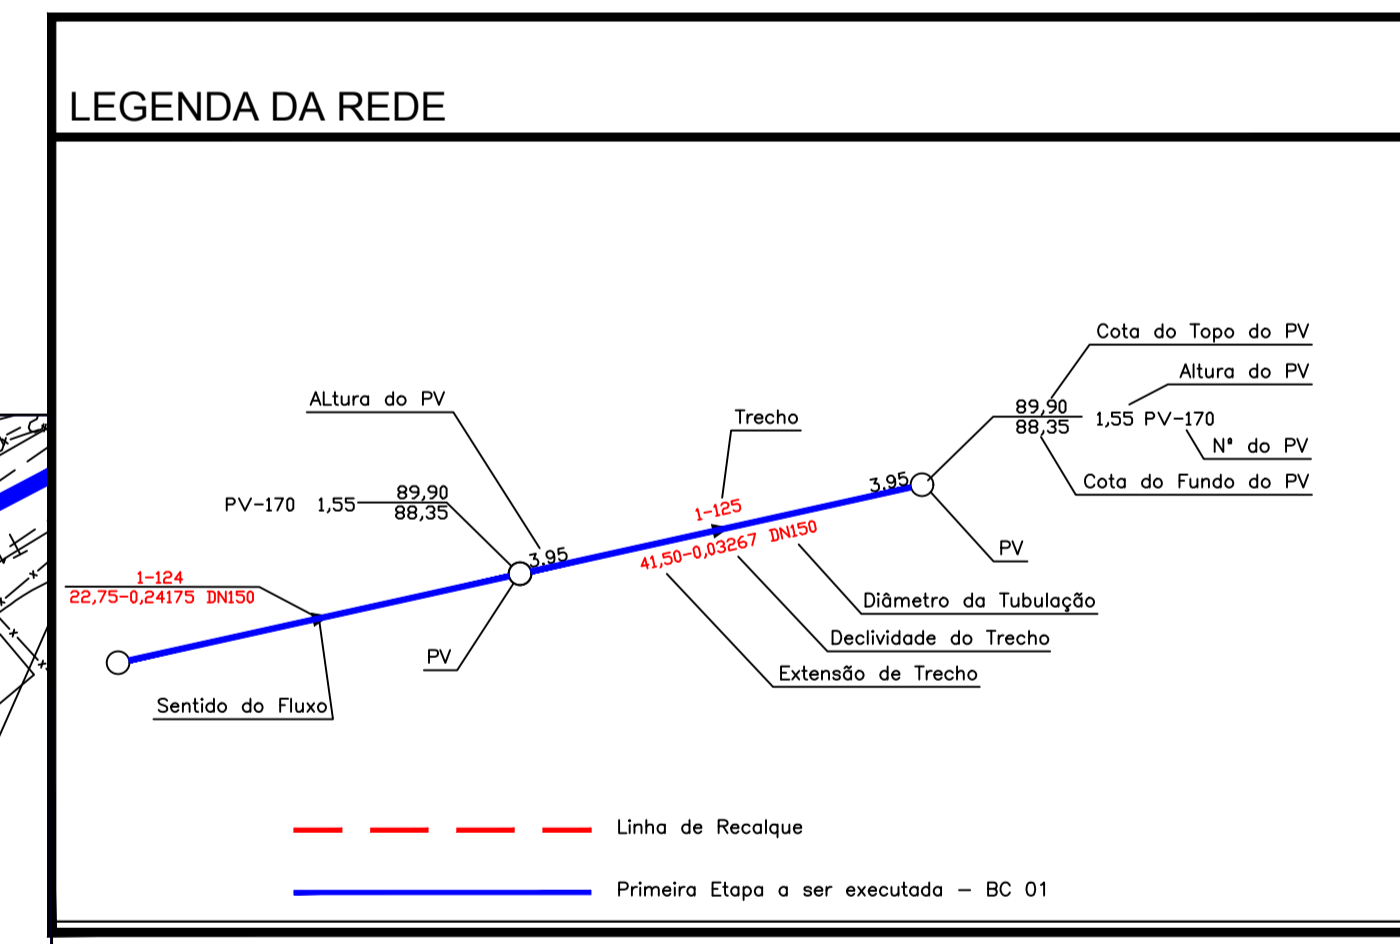 LEGENDA DA REDE
Cota do Topo do PV
Altura do PV
ALtura do PV
89,90
88,35
1,55 PV-170
Trecho
Nº do PV
Cota do Fundo do PV
3.95
PV-170 1,55
89,90
88,35
1-125
41,50-0,03267 DN150
3.95
PV
1-124
22,75-0,24175 DN150
Diâmetro da Tubulação
Declividade do Trecho
PV
Extensão de Trecho
Sentido do Fluxo
Linha de Recalque
Primeira Etapa a ser executada - BC 01